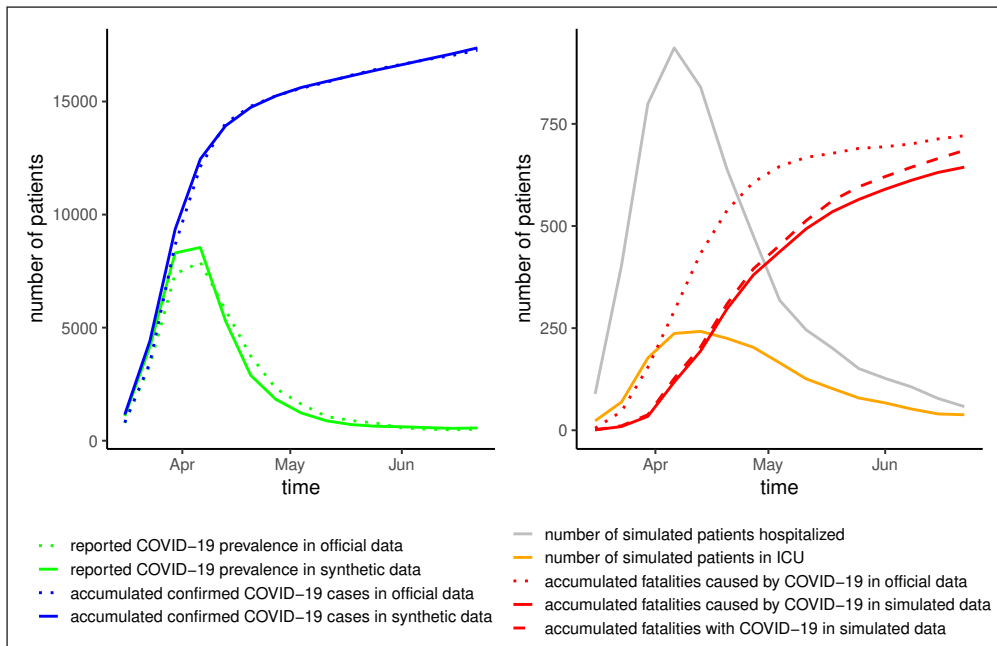 number of patients
15000
10000
5000
0
Apr
May
Jun
time
number of patients
750
500
250
0
Apr
May
Jun
time
reported COVID−19 prevalence in official data
reported COVID−19 prevalence in synthetic data
accumulated confirmed COVID−19 cases in official data
accumulated confirmed COVID−19 cases in synthetic data
number of simulated patients hospitalized
number of simulated patients in ICU
accumulated fatalities caused by COVID−19 in official data
accumulated fatalities caused by COVID−19 in simulated data
accumulated fatalities with COVID−19 in simulated data